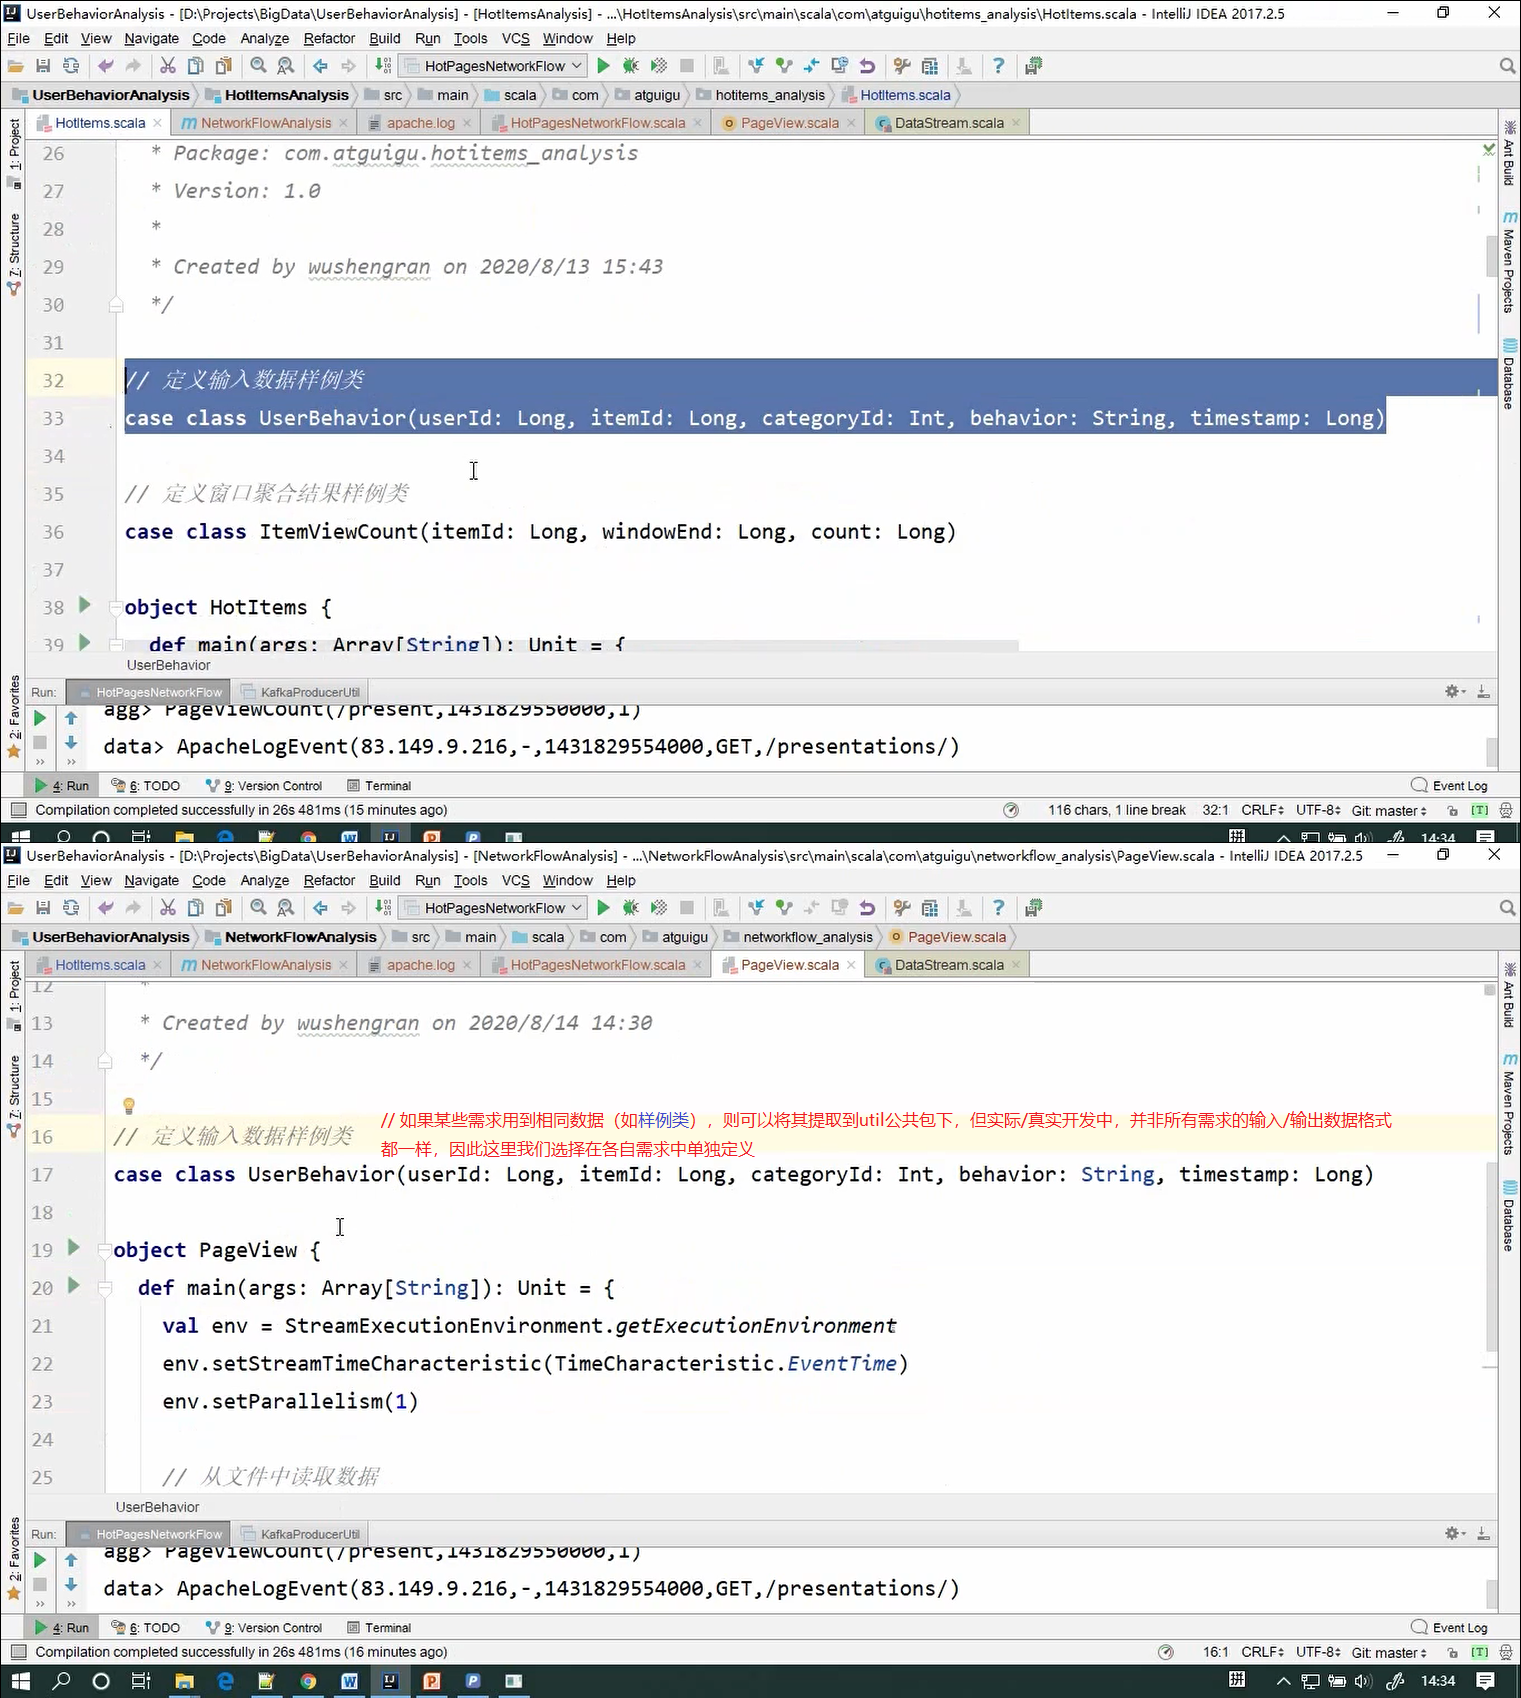 UserBehaviorAnalysis - [D:\Projects\BigData\UserBehaviorAnalysis] - [HotItemsAnalysis] - ...\HotItemsAnalysis\src\main\scala\com\atguigu\hotitems_analysis\HotItems.scala - IntelliJ IDEA 2017.2.5
File Edit View Navigate Code Analyze Refactor Build Run Tools VCS Window Help
HotPagesNetworkFlow
UserBehaviorAnalysis HotItemsAnalysis src main scala com atguigu hotitems_analysis HotItems.scala
HotItems.scala NetworkFlowAnalysis apache.log HotPagesNetworkFlow.scala PageView.scala DataStream.scala
1: Project
7: Structure
2: Favorites
Ant Build
Maven Projects
Database
26 * Package: com.atguigu.hotitems_analysis
27 * Version: 1.0
28 *
29 * Created by wushengran on 2020/8/13 15:43
30 */
31
32 // 定义输入数据样例类
33 case class UserBehavior(userId: Long, itemId: Long, categoryId: Int, behavior: String, timestamp: Long)
34
35 // 定义窗口聚合结果样例类
36 case class ItemViewCount(itemId: Long, windowEnd: Long, count: Long)
37
38 object HotItems {
39 def main(args: Array[String]): Unit = {
UserBehavior
Run: HotPagesNetworkFlow KafkaProducerUtil
agg> PageViewCount(/present,1431829550000,1)
data> ApacheLogEvent(83.149.9.216,-,1431829554000,GET,/presentations/)
4: Run 6: TODO 9: Version Control Terminal Event Log
Compilation completed successfully in 26s 481ms (15 minutes ago) 116 chars, 1 line break 32:1 CRLF UTF-8 Git: master
14:34
UserBehaviorAnalysis - [D:\Projects\BigData\UserBehaviorAnalysis] - [NetworkFlowAnalysis] - ...\NetworkFlowAnalysis\src\main\scala\com\atguigu\networkflow_analysis\PageView.scala - IntelliJ IDEA 2017.2.5
File Edit View Navigate Code Analyze Refactor Build Run Tools VCS Window Help
HotPagesNetworkFlow
UserBehaviorAnalysis NetworkFlowAnalysis src main scala com atguigu networkflow_analysis PageView.scala
HotItems.scala NetworkFlowAnalysis apache.log HotPagesNetworkFlow.scala PageView.scala DataStream.scala
1: Project
7: Structure
2: Favorites
Ant Build
Maven Projects
Database
12 *
13 * Created by wushengran on 2020/8/14 14:30
14 */
15
// 如果某些需求用到相同数据（如样例类），则可以将其提取到util公共包下，但实际/真实开发中，并非所有需求的输入/输出数据格式
16 // 定义输入数据样例类
都一样，因此这里我们选择在各自需求中单独定义
17 case class UserBehavior(userId: Long, itemId: Long, categoryId: Int, behavior: String, timestamp: Long)
18
19 object PageView {
20 def main(args: Array[String]): Unit = {
21 val env = StreamExecutionEnvironment.getExecutionEnvironment
22 env.setStreamTimeCharacteristic(TimeCharacteristic.EventTime)
23 env.setParallelism(1)
24
25 // 从文件中读取数据
UserBehavior
Run: HotPagesNetworkFlow KafkaProducerUtil
agg> PageViewCount(/present,1431829550000,1)
data> ApacheLogEvent(83.149.9.216,-,1431829554000,GET,/presentations/)
4: Run 6: TODO 9: Version Control Terminal Event Log
Compilation completed successfully in 26s 481ms (16 minutes ago) 16:1 CRLF UTF-8 Git: master
拼 14:34